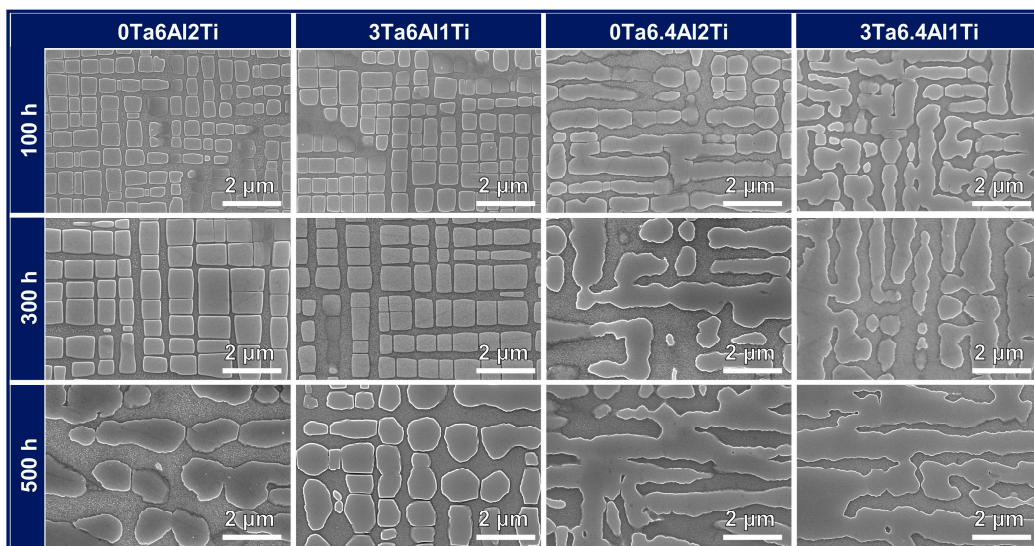 0Ta6Al2Ti 3Ta6Al1Ti 0Ta6.4Al2Ti 3Ta6.4Al1Ti
100 h
2 µm 2 µm 2 µm 2 µm
300 h
2 µm 2 µm 2 µm 2 µm
500 h
2 µm 2 µm 2 µm 2 µm